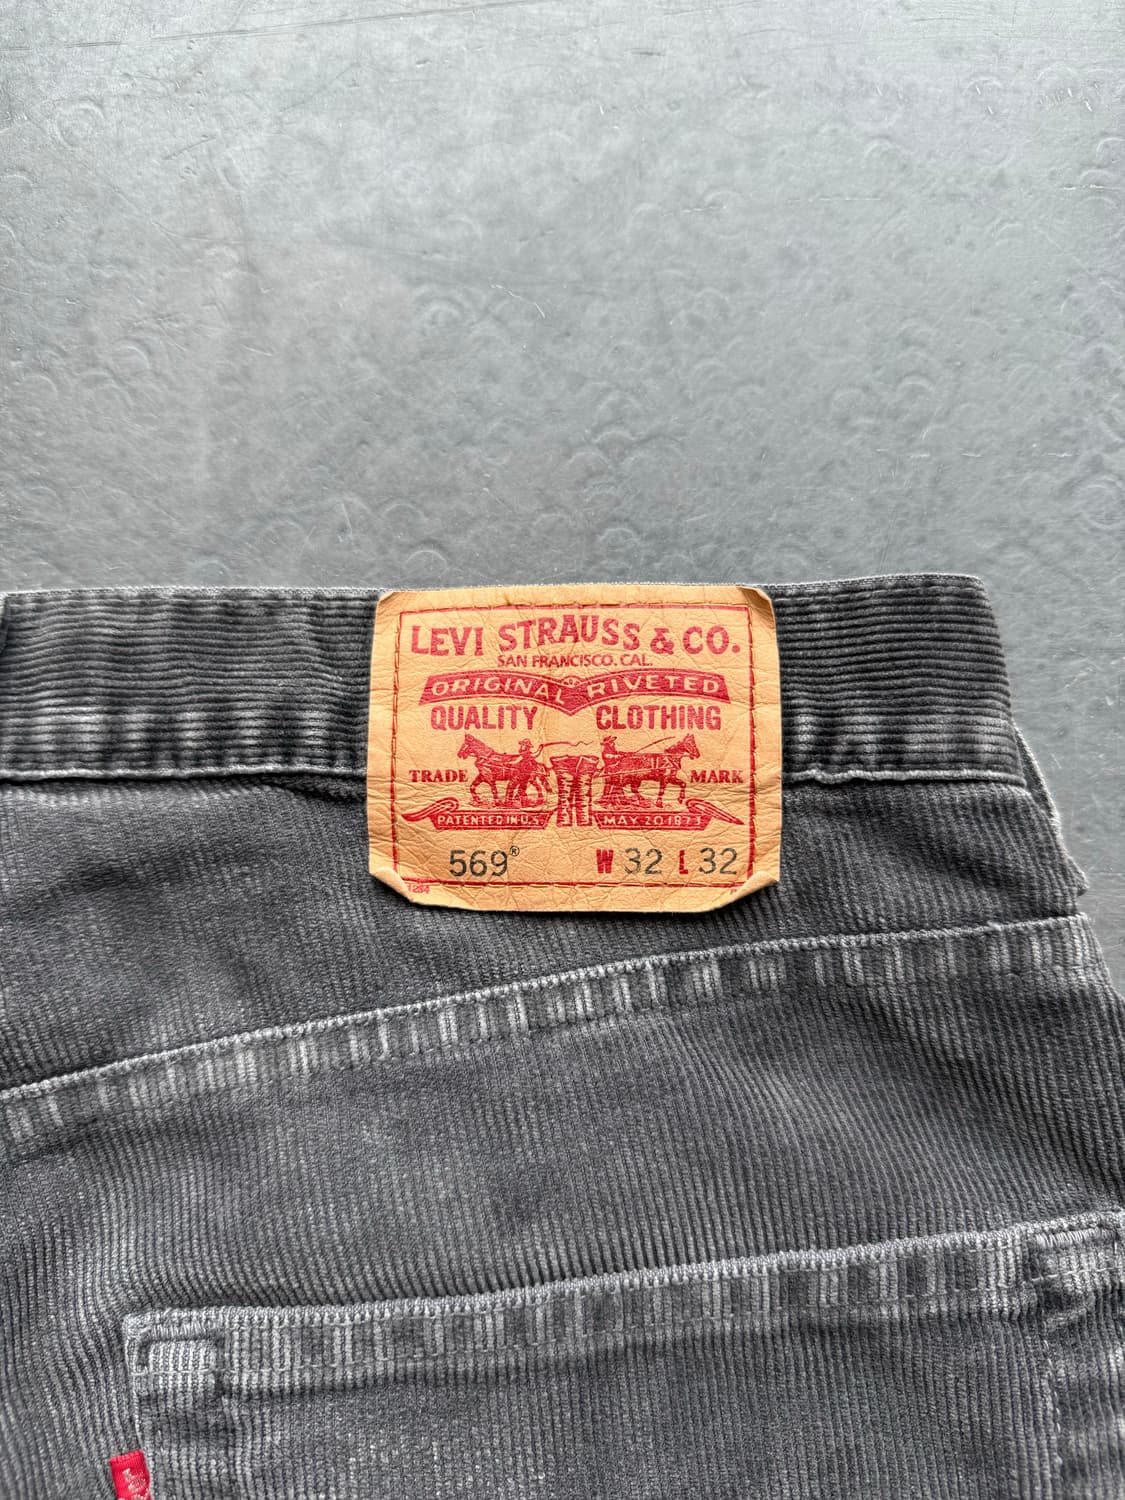 LEVI STRAUSS & CO.
SAN FRANCISCO, CAL.
ORIGINAL RIVETED
QUALITY CLOTHING
TRADE MARK
PATENTED IN U.S. MAY 20 1873
569® W 32 L 32